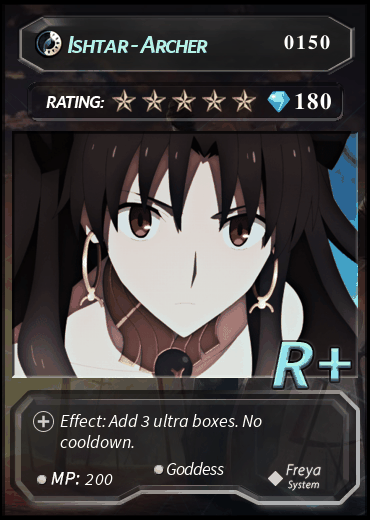 Ishtar - Archer 0150
RATING: 180
R+
Effect: Add 3 ultra boxes. No
cooldown.
MP: 200 Goddess Freya
System